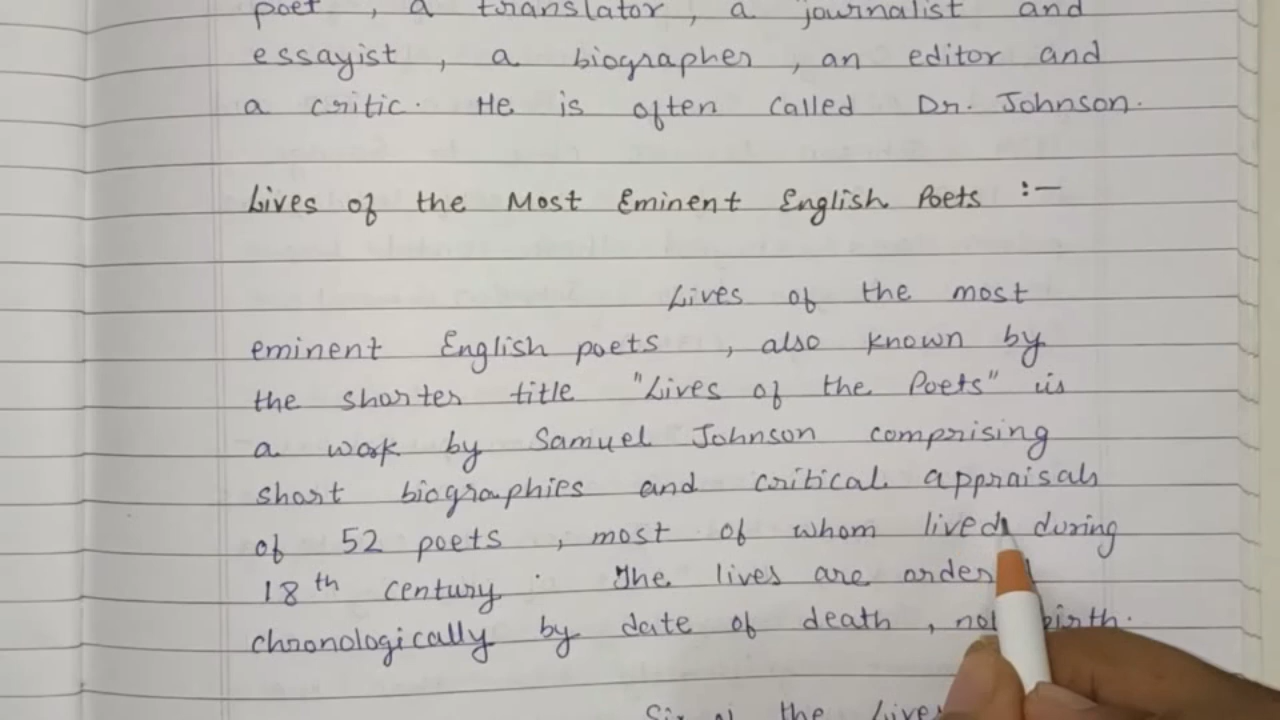 poet, a translator, a journalist and
essayist, a biographer, an editor and
a critic. He is often called Dr. Johnson.
Lives of the Most Eminent English Poets :-
Lives of the most
eminent English poets, also known by
the shorter title "Lives of the Poets" is
a work by Samuel Johnson comprising
short biographies and critical appraisals
of 52 poets, most of whom lived during
18th century. The lives are
chronologically by date of death, not birth.
the Lives